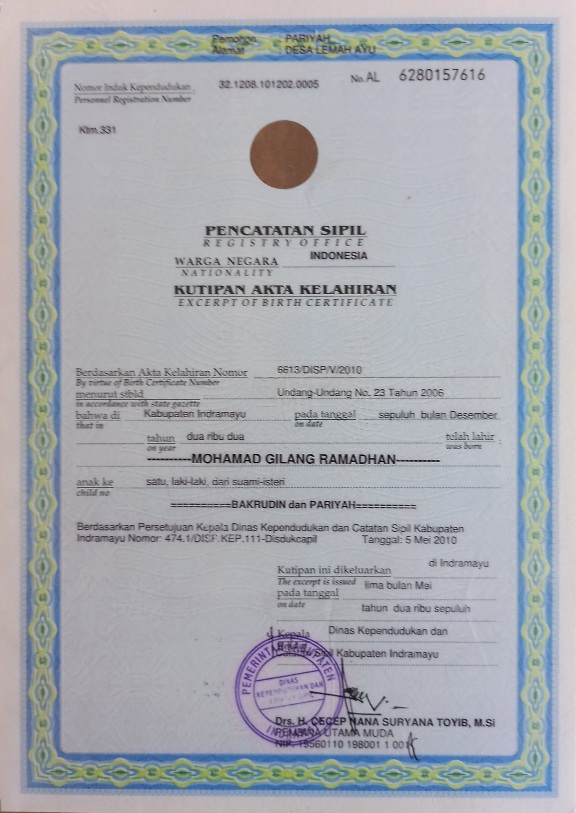 Pemohon : PARIYAH
Alamat : DESA LEMAH AYU
Nomor Induk Kependudukan : 32.1208.101202.0005 No. AL 6280157616
Personnel Registration Number
Ktm.331
PENCATATAN SIPIL
REGISTRY OFFICE
WARGA NEGARA INDONESIA
NATIONALITY
KUTIPAN AKTA KELAHIRAN
EXCERPT OF BIRTH CERTIFICATE
Berdasarkan Akta Kelahiran Nomor 6613/DISP/V/2010
By virtue of Birth Certificate Number
menurut stbld Undang-Undang No. 23 Tahun 2006
in accordance with state gazette
bahwa di Kabupaten Indramayu pada tanggal sepuluh bulan Desember
that in on date
tahun dua ribu dua telah lahir :
on year was born
----------MOHAMAD GILANG RAMADHAN----------
anak ke satu, laki-laki, dari suami-isteri
child no
==========BAKRUDIN dan PARIYAH==========
Berdasarkan Persetujuan Kepala Dinas Kependudukan dan Catatan Sipil Kabupaten
Indramayu Nomor: 474.1/DISP.KEP.111-Disdukcapil Tanggal: 5 Mei 2010
Kutipan ini dikeluarkan di Indramayu
The excerpt is issued lima bulan Mei
pada tanggal
on date tahun dua ribu sepuluh
Kepala Dinas Kependudukan dan
Sipil Kabupaten Indramayu
PEMERINTAH KABUPATEN
DINAS
KEPENDUDUKAN DAN
Drs. H. CECEP NANA SURYANA TOYIB, M.Si
PEMBINA UTAMA MUDA
NIP. 19560110 198001 1 001